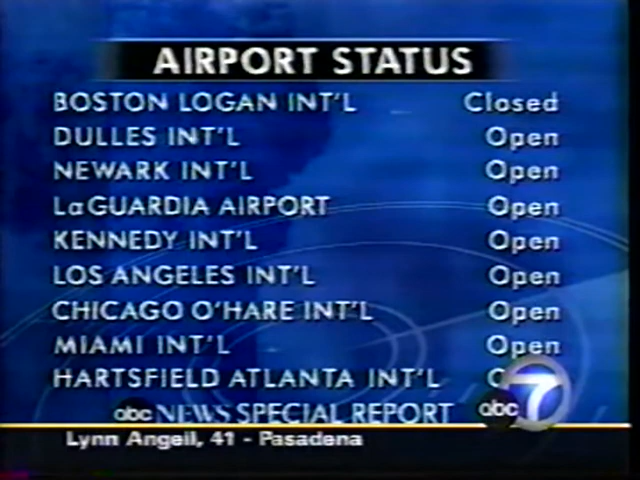 AIRPORT STATUS
BOSTON LOGAN INT'L Closed
DULLES INT'L Open
NEWARK INT'L Open
LaGUARDIA AIRPORT Open
KENNEDY INT'L Open
LOS ANGELES INT'L Open
CHICAGO O'HARE INT'L Open
MIAMI INT'L Open
HARTSFIELD ATLANTA INT'L
abc NEWS SPECIAL REPORT abc 7
Lynn Angell, 41 - Pasadena